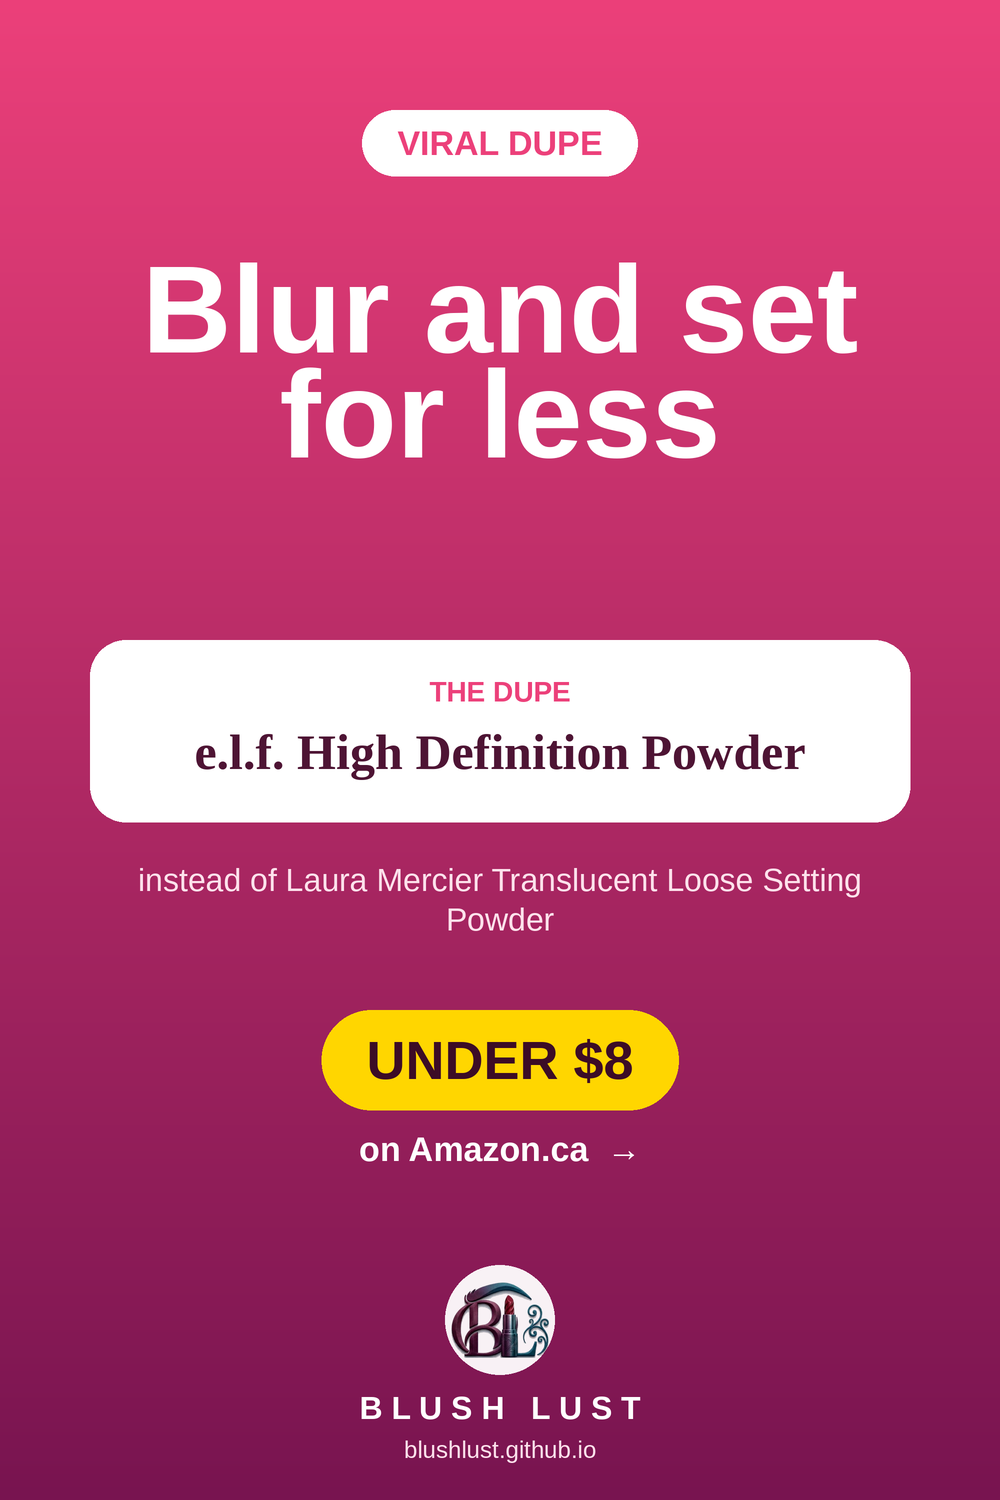 VIRAL DUPE
Blur and set
for less
THE DUPE
e.l.f. High Definition Powder
instead of Laura Mercier Translucent Loose Setting
Powder
UNDER $8
on Amazon.ca →
BL
BLUSH LUST
blushlust.github.io